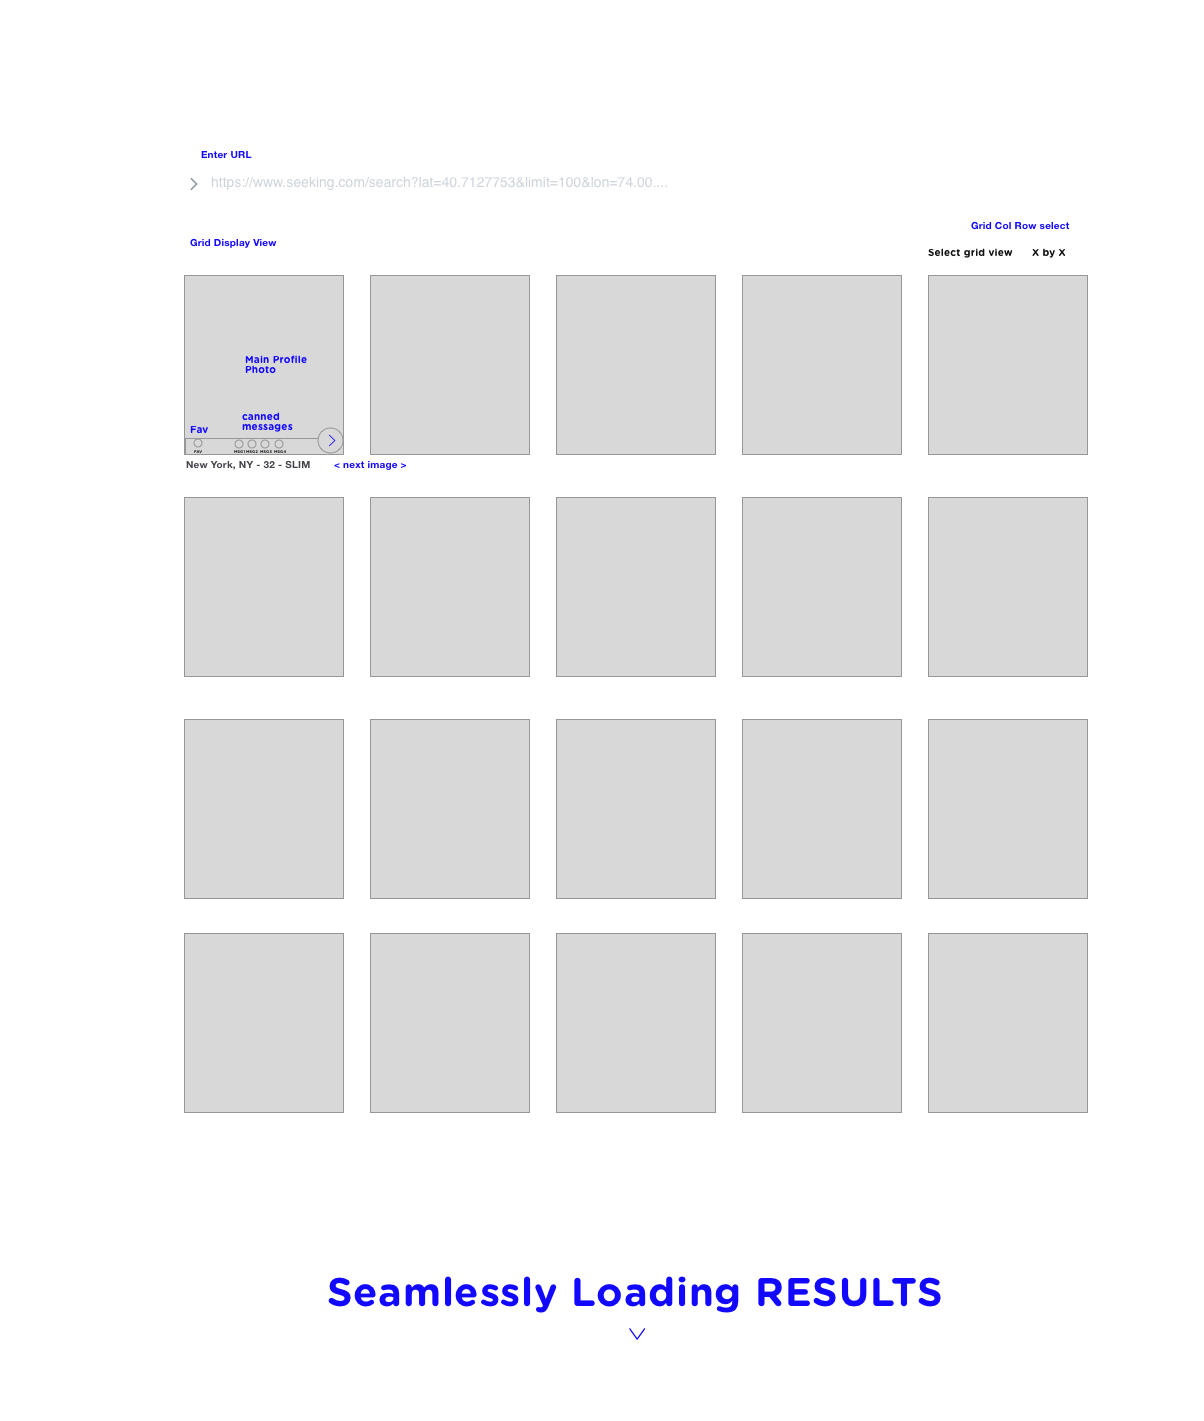 Enter URL
https://www.seeking.com/search?lat=40.7127753&limit=100&lon=74.00....
Grid Col Row select
Grid Display View
Select grid view X by X
Main Profile
Photo
canned
messages
Fav
FAV MSG1 MSG2 MSG3 MSG4
New York, NY - 32 - SLIM < next image >
Seamlessly Loading RESULTS